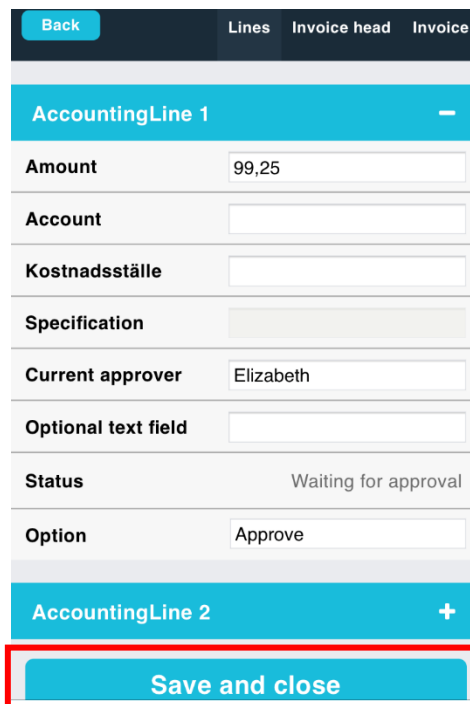 Back Lines Invoice head Invoice
AccountingLine 1 −
Amount 99,25
Account
Kostnadsställe
Specification
Current approver Elizabeth
Optional text field
Status Waiting for approval
Option Approve
AccountingLine 2 +
Save and close